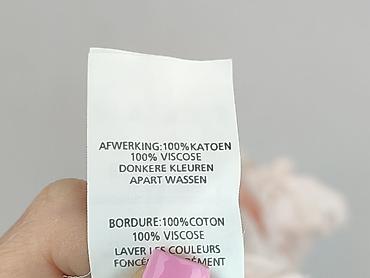 AFWERKING:100%KATOEN
100% VISCOSE
DONKERE KLEUREN
APART WASSEN
BORDURE:100%COTON
100% VISCOSE
LAVER LES COULEURS